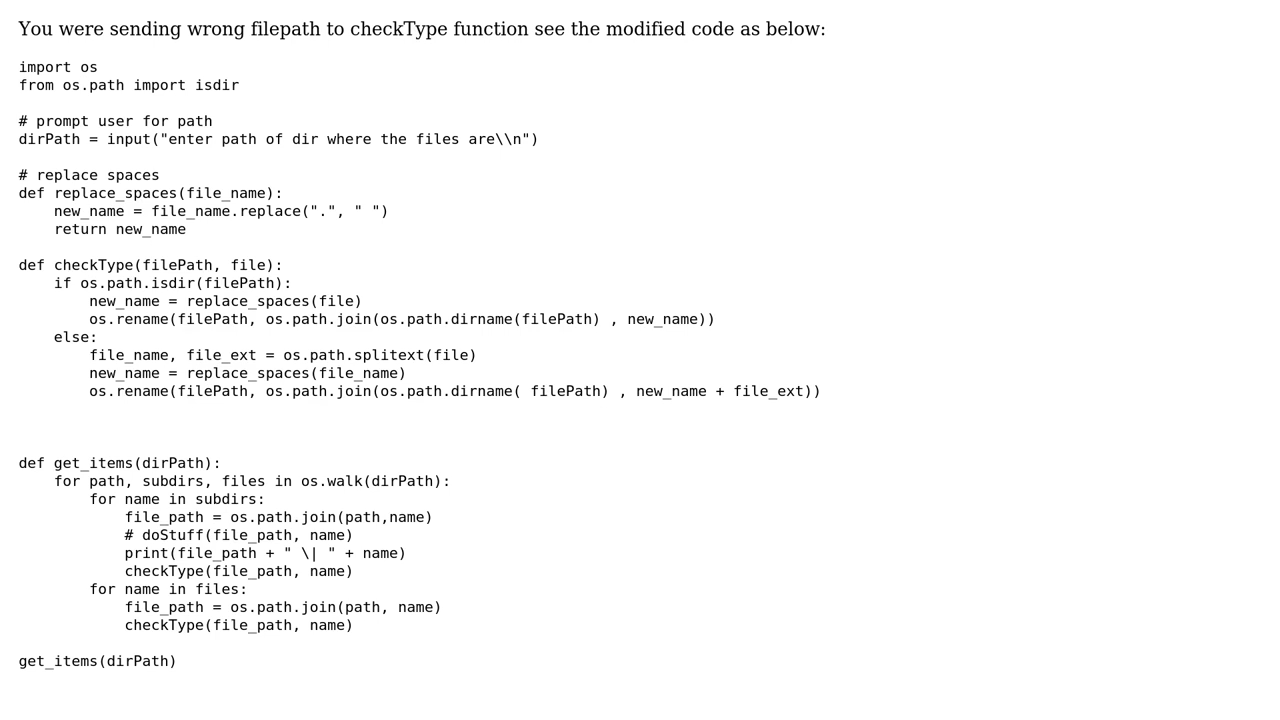 You were sending wrong filepath to checkType function see the modified code as below:
import os
from os.path import isdir

# prompt user for path
dirPath = input("enter path of dir where the files are\\n")

# replace spaces
def replace_spaces(file_name):
    new_name = file_name.replace(".", " ")
    return new_name

def checkType(filePath, file):
    if os.path.isdir(filePath):
        new_name = replace_spaces(file)
        os.rename(filePath, os.path.join(os.path.dirname(filePath) , new_name))
    else:
        file_name, file_ext = os.path.splitext(file)
        new_name = replace_spaces(file_name)
        os.rename(filePath, os.path.join(os.path.dirname( filePath) , new_name + file_ext))



def get_items(dirPath):
    for path, subdirs, files in os.walk(dirPath):
        for name in subdirs:
            file_path = os.path.join(path,name)
            # doStuff(file_path, name)
            print(file_path + " \| " + name)
            checkType(file_path, name)
        for name in files:
            file_path = os.path.join(path, name)
            checkType(file_path, name)

get_items(dirPath)